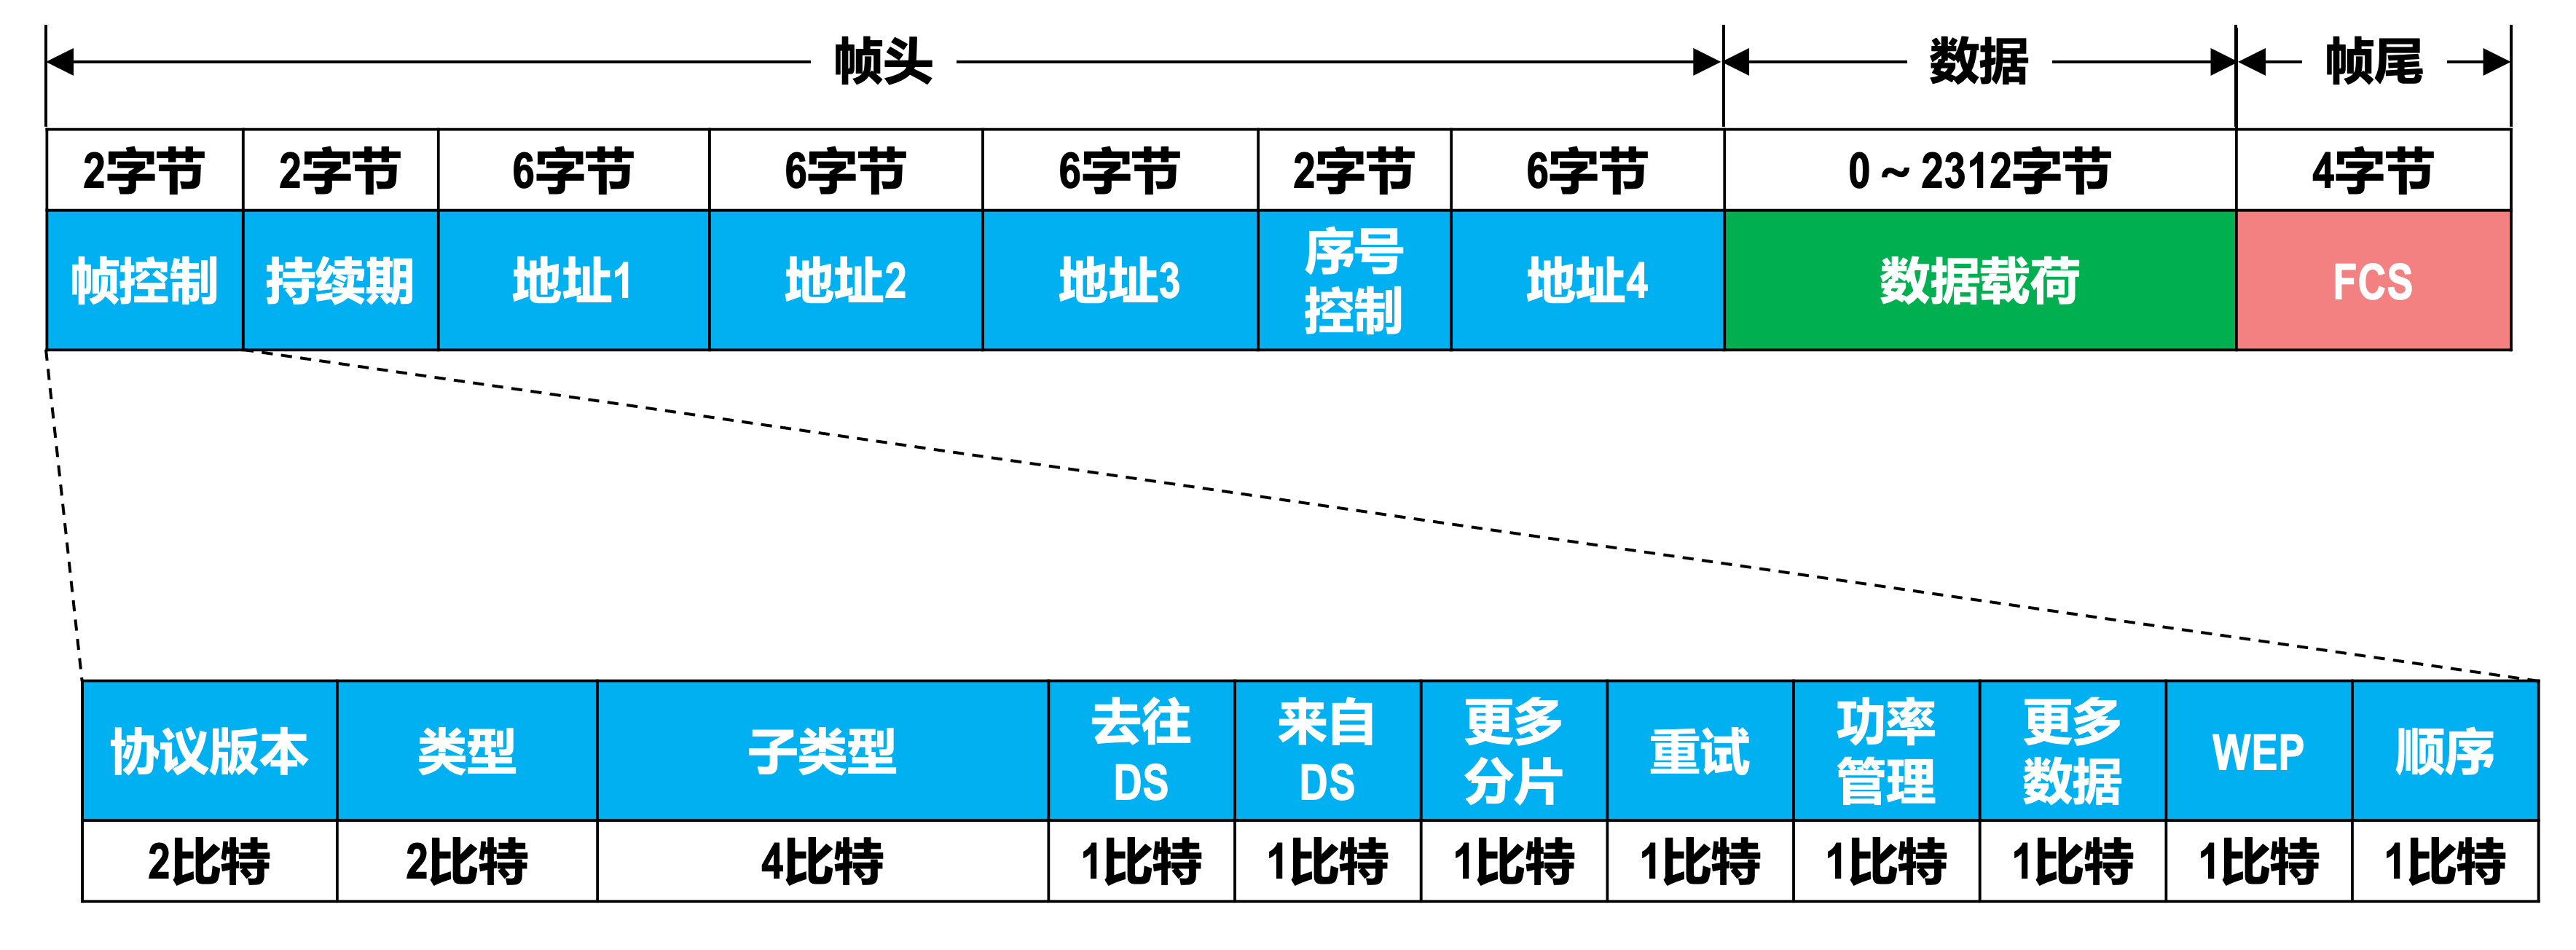 帧头 数据 帧尾
2字节 2字节 6字节 6字节 6字节 2字节 6字节 0～2312字节 4字节
帧控制 持续期 地址1 地址2 地址3 序号控制 地址4 数据载荷 FCS
协议版本 类型 子类型 去往DS 来自DS 更多分片 重试 功率管理 更多数据 WEP 顺序
2比特 2比特 4比特 1比特 1比特 1比特 1比特 1比特 1比特 1比特 1比特